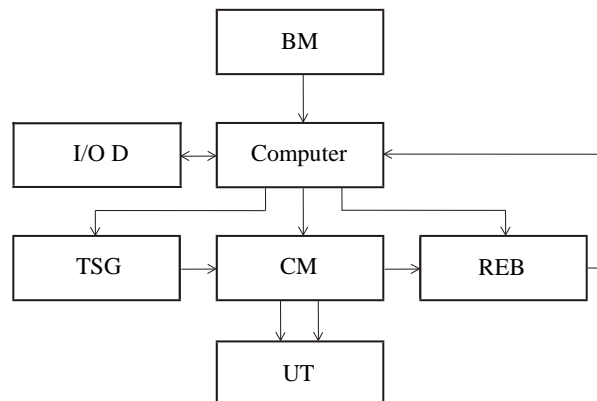 BM
I/O D
Computer
TSG
CM
REB
UT